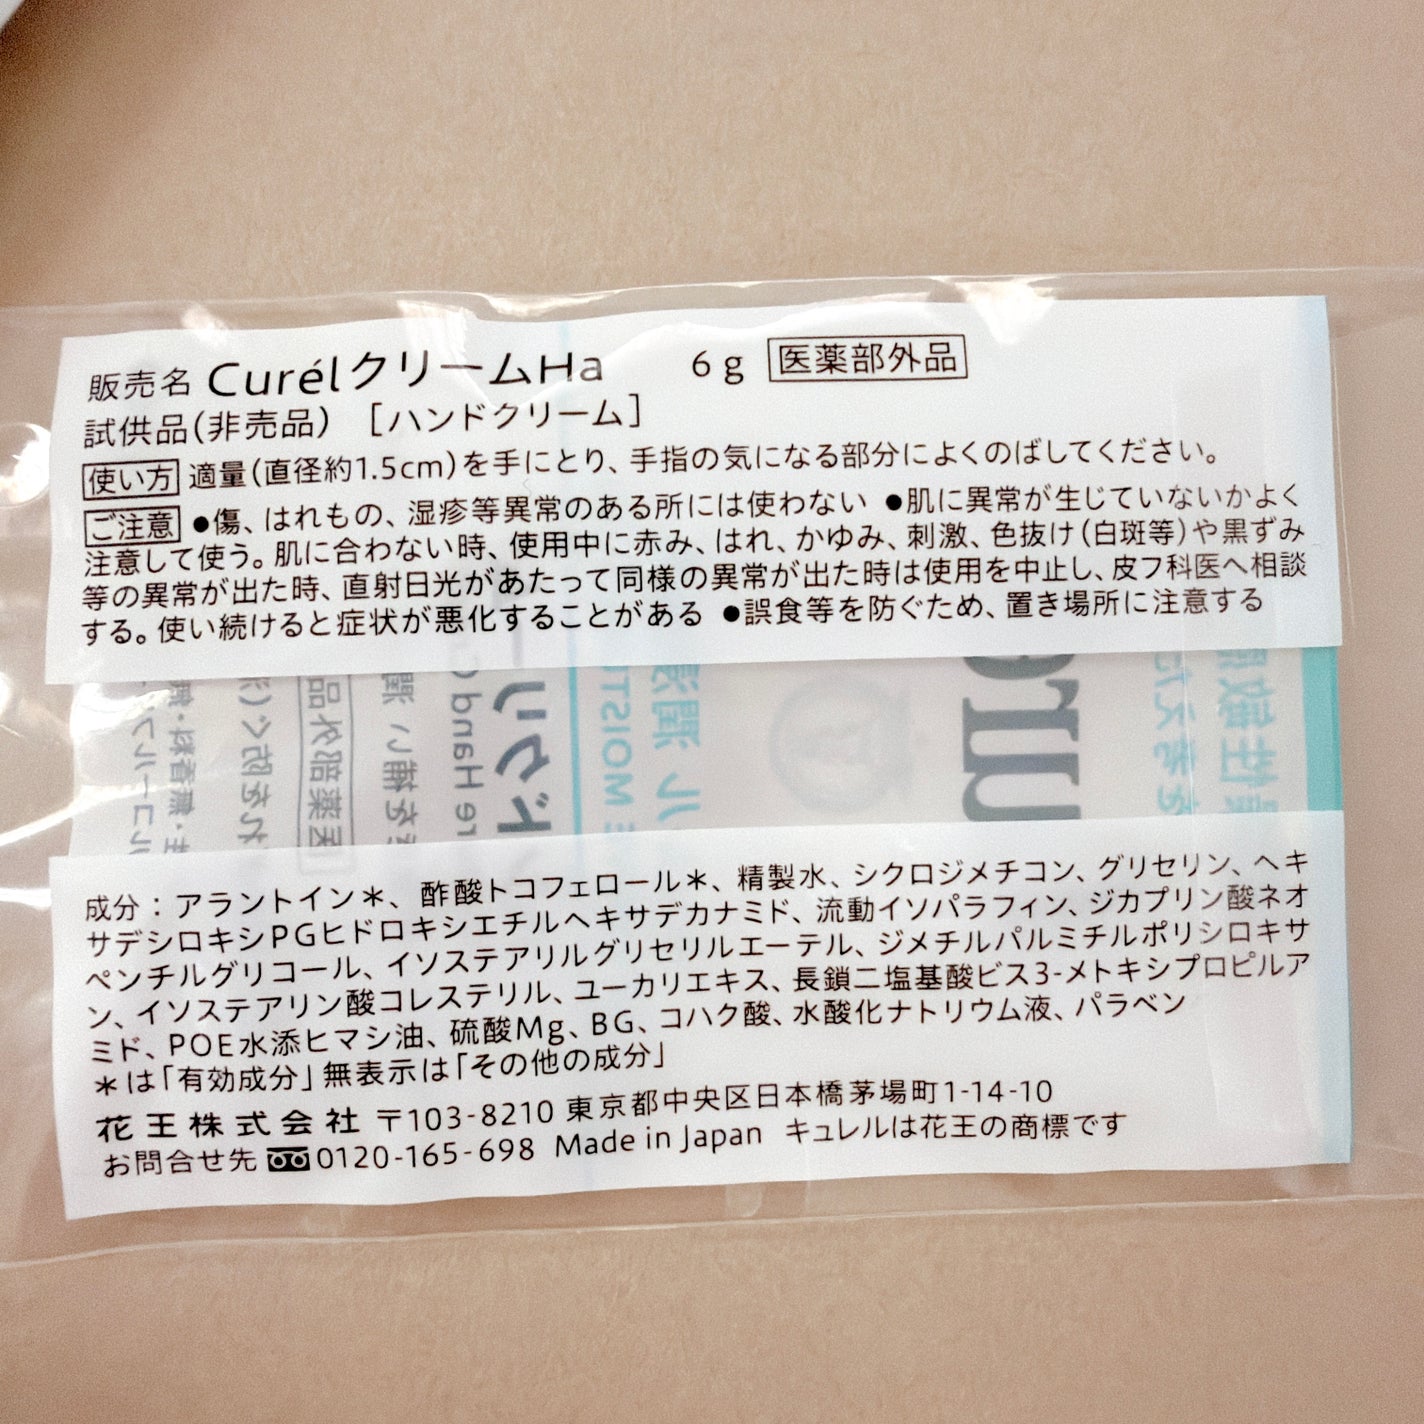 販売名 CurélクリームHa 6g 医薬部外品
試供品(非売品) [ハンドクリーム]
使い方 適量(直径約1.5cm)を手にとり、手指の気になる部分によくのばしてください。
ご注意 ●傷、はれもの、湿疹等異常のある所には使わない ●肌に異常が生じていないかよく
注意して使う。肌に合わない時、使用中に赤み、はれ、かゆみ、刺激、色抜け(白斑等)や黒ずみ
等の異常が出た時、直射日光があたって同様の異常が出た時は使用を中止し、皮フ科医へ相談
する。使い続けると症状が悪化することがある ●誤食等を防ぐため、置き場所に注意する
成分：アラントイン＊、酢酸トコフェロール＊、精製水、シクロジメチコン、グリセリン、ヘキ
サデシロキシPGヒドロキシエチルヘキサデカナミド、流動イソパラフィン、ジカプリン酸ネオ
ペンチルグリコール、イソステアリルグリセリルエーテル、ジメチルパルミチルポリシロキサ
ン、イソステアリン酸コレステリル、ユーカリエキス、長鎖二塩基酸ビス3-メトキシプロピルア
ミド、POE水添ヒマシ油、硫酸Mg、BG、コハク酸、水酸化ナトリウム液、パラベン
＊は「有効成分」無表示は「その他の成分」
花王株式会社 〒103-8210 東京都中央区日本橋茅場町1-14-10
お問合せ先 0120-165-698 Made in Japan キュレルは花王の商標です